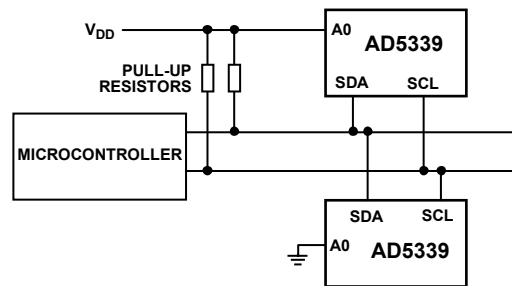 V_DD
A0
AD5339
PULL-UP
RESISTORS
SDA SCL
MICROCONTROLLER
SDA SCL
A0
AD5339